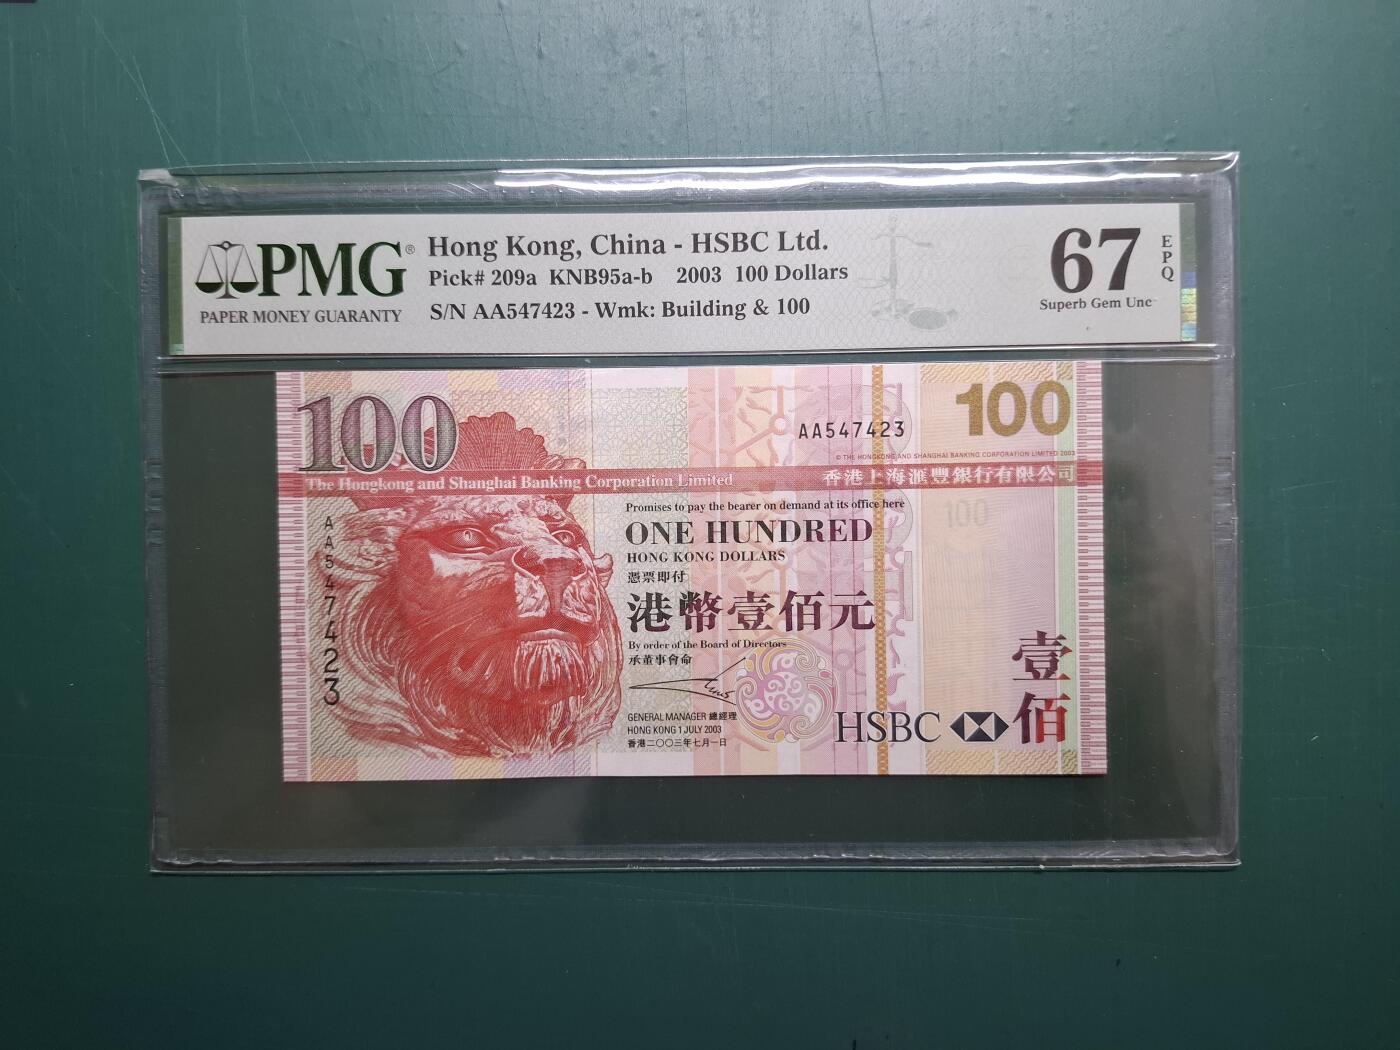 PMG®
PAPER MONEY GUARANTY
Hong Kong, China - HSBC Ltd.
Pick# 209a KNB95a-b 2003 100 Dollars
S/N AA547423 - Wmk: Building & 100
67
EPQ
Superb Gem Unc
100
AA547423
100
© THE HONGKONG AND SHANGHAI BANKING CORPORATION LIMITED 2003
The Hongkong and Shanghai Banking Corporation Limited
香港上海滙豐銀行有限公司
AA547423
Promises to pay the bearer on demand at its office here
ONE HUNDRED
HONG KONG DOLLARS
憑票即付
港幣壹佰元
By order of the Board of Directors
承董事會命
GENERAL MANAGER 總經理
HONG KONG 1 JULY 2003
香港二〇〇三年七月一日
100
HSBC
壹佰